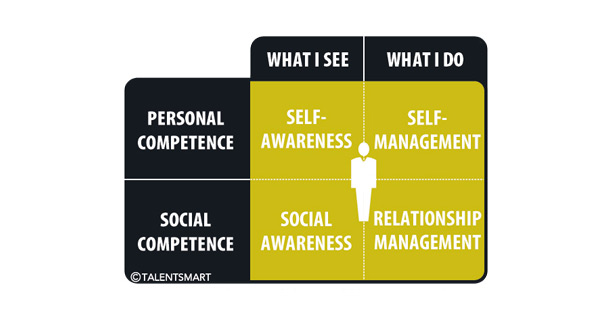 WHAT I SEE
WHAT I DO
PERSONAL
COMPETENCE
SELF-
AWARENESS
SELF-
MANAGEMENT
SOCIAL
COMPETENCE
SOCIAL
AWARENESS
RELATIONSHIP
MANAGEMENT
©TALENTSMART